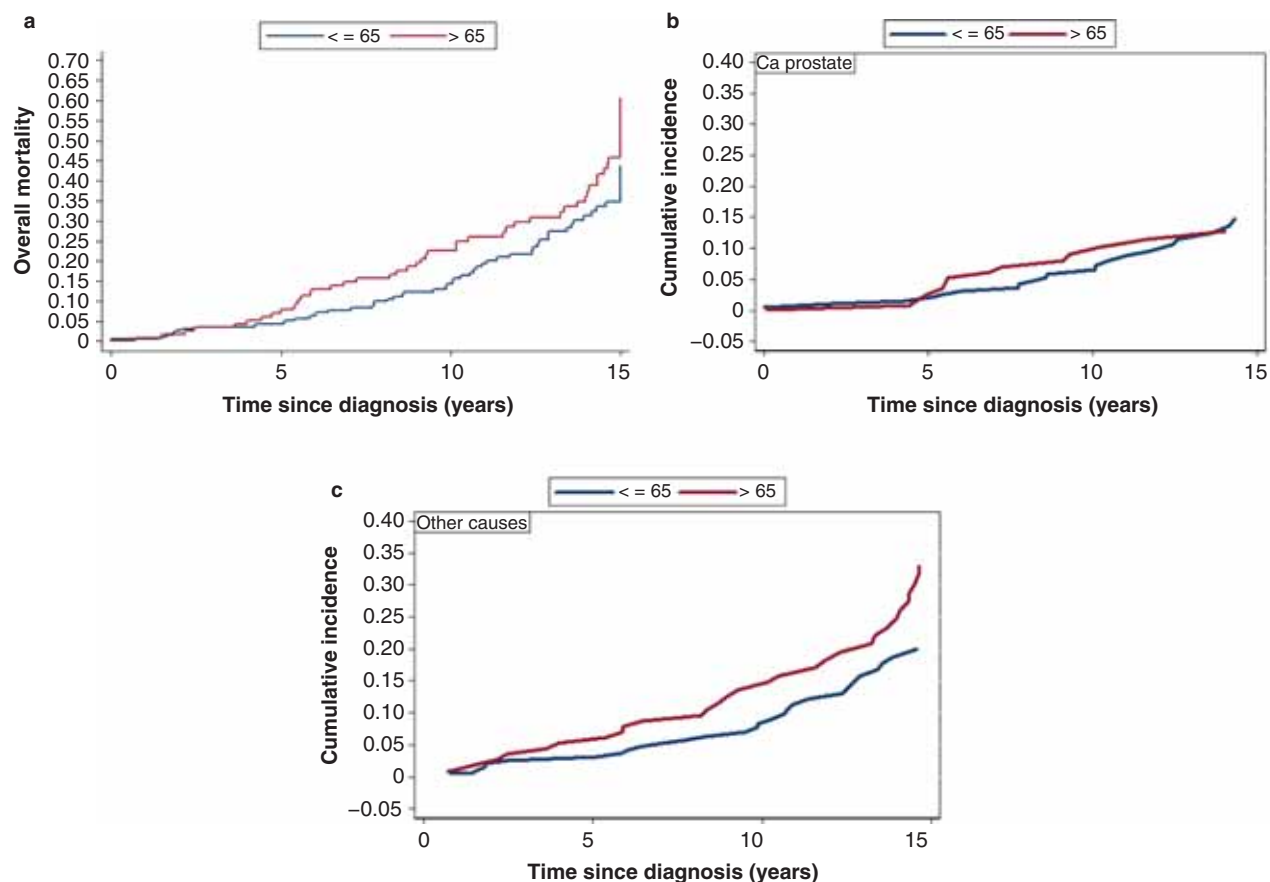 a
< = 65 > 65
0.70
0.65
0.60
0.55
0.50
0.45
0.40
0.35
0.30
0.25
0.20
0.15
0.10
0.05
0
Overall mortality
0 5 10 15
Time since diagnosis (years)
b
< = 65 > 65
Ca prostate
0.40
0.35
0.30
0.25
0.20
0.15
0.10
0.05
0
−0.05
Cumulative incidence
0 5 10 15
Time since diagnosis (years)
c
< = 65 > 65
Other causes
0.40
0.35
0.30
0.25
0.20
0.15
0.10
0.05
0
−0.05
Cumulative incidence
0 5 10 15
Time since diagnosis (years)